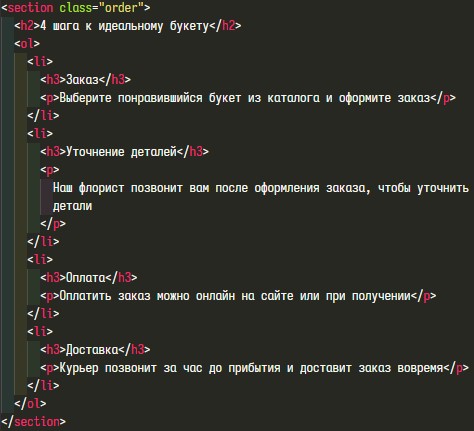 <section class="order">
<h2>4 шага к идеальному букету</h2>
<ol>
<li>
<h3>Заказ</h3>
<p>Выберите понравившийся букет из каталога и оформите заказ</p>
</li>
<li>
<h3>Уточнение деталей</h3>
<p>
Наш флорист позвонит вам после оформления заказа, чтобы уточнить
детали
</p>
</li>
<li>
<h3>Оплата</h3>
<p>Оплатить заказ можно онлайн на сайте или при получении</p>
</li>
<li>
<h3>Доставка</h3>
<p>Курьер позвонит за час до прибытия и доставит заказ вовремя</p>
</li>
</ol>
</section>